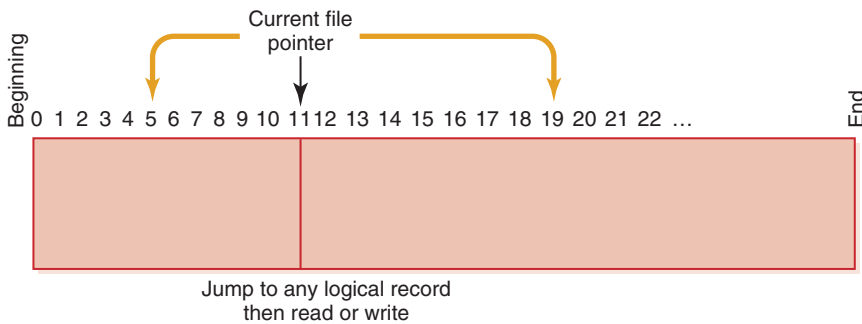 Current file
pointer
Beginning
0 1 2 3 4 5 6 7 8 9 10 11 12 13 14 15 16 17 18 19 20 21 22 …
End
Jump to any logical record
then read or write